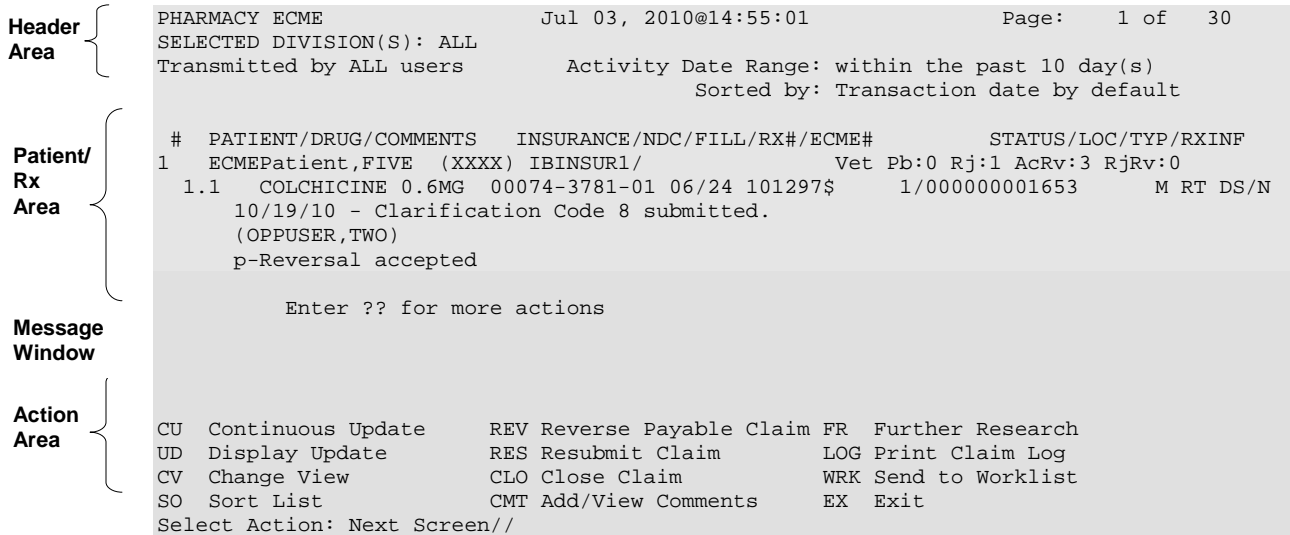 Header
Area
PHARMACY ECME Jul 03, 2010@14:55:01 Page: 1 of 30
SELECTED DIVISION(S): ALL
Transmitted by ALL users Activity Date Range: within the past 10 day(s)
Sorted by: Transaction date by default
Patient/
Rx
Area
# PATIENT/DRUG/COMMENTS INSURANCE/NDC/FILL/RX#/ECME# STATUS/LOC/TYP/RXINF
1 ECMEPatient,FIVE (XXXX) IBINSUR1/ Vet Pb:0 Rj:1 AcRv:3 RjRv:0
1.1 COLCHICINE 0.6MG 00074-3781-01 06/24 101297$ 1/000000001653 M RT DS/N
10/19/10 - Clarification Code 8 submitted.
(OPPUSER,TWO)
p-Reversal accepted
Message
Window
Enter ?? for more actions
Action
Area
CU Continuous Update REV Reverse Payable Claim FR Further Research
UD Display Update RES Resubmit Claim LOG Print Claim Log
CV Change View CLO Close Claim WRK Send to Worklist
SO Sort List CMT Add/View Comments EX Exit
Select Action: Next Screen//